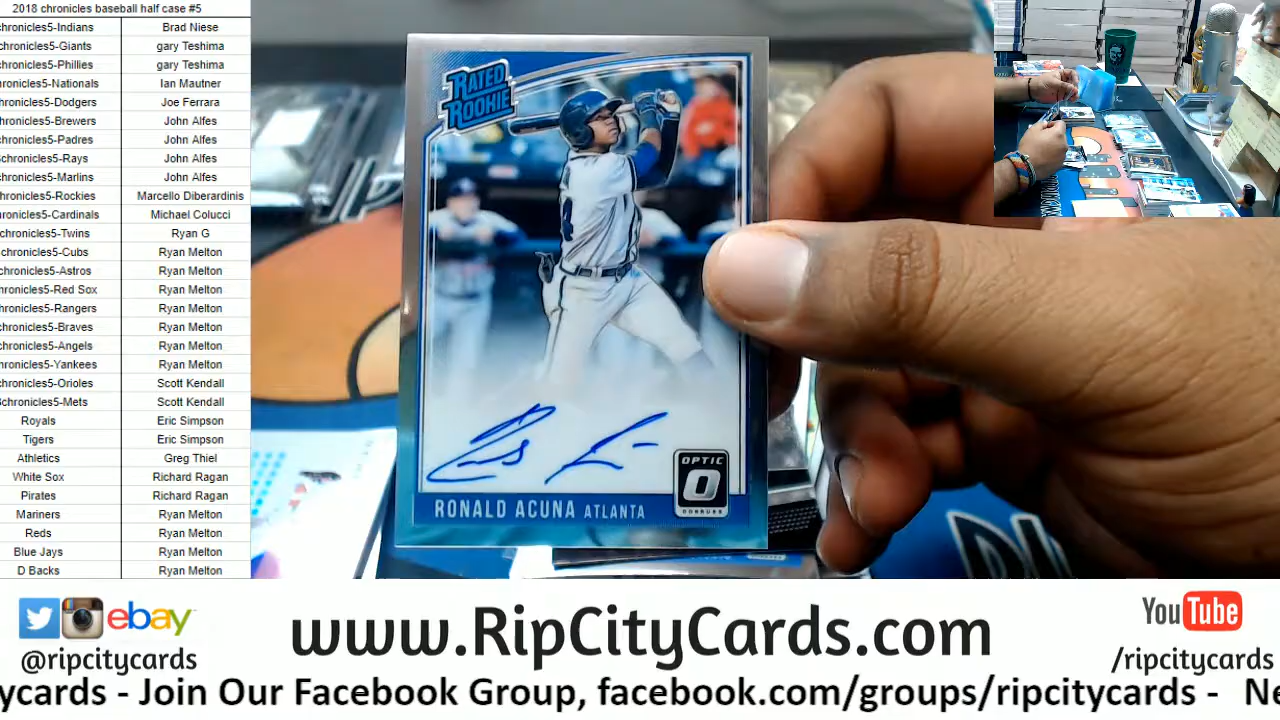 2018 chronicles baseball half case #5
chronicles5-Indians Brad Niese
chronicles5-Giants gary Teshima
chronicles5-Phillies gary Teshima
chronicles5-Nationals Ian Mautner
chronicles5-Dodgers Joe Ferrara
chronicles5-Brewers John Alfes
chronicles5-Padres John Alfes
chronicles5-Rays John Alfes
chronicles5-Marlins John Alfes
chronicles5-Rockies Marcello Diberardinis
chronicles5-Cardinals Michael Colucci
chronicles5-Twins Ryan G
chronicles5-Cubs Ryan Melton
chronicles5-Astros Ryan Melton
chronicles5-Red Sox Ryan Melton
chronicles5-Rangers Ryan Melton
chronicles5-Braves Ryan Melton
chronicles5-Angels Ryan Melton
chronicles5-Yankees Ryan Melton
chronicles5-Orioles Scott Kendall
chronicles5-Mets Scott Kendall
Royals Eric Simpson
Tigers Eric Simpson
Athletics Greg Thiel
White Sox Richard Ragan
Pirates Richard Ragan
Mariners Ryan Melton
Reds Ryan Melton
Blue Jays Ryan Melton
D Backs Ryan Melton
RATED
ROOKIE
OPTIC
DONRUSS
RONALD ACUNA ATLANTA
ebay
@ripcitycards
www.RipCityCards.com
YouTube
/ripcitycards
ycards - Join Our Facebook Group, facebook.com/groups/ripcitycards - Ne